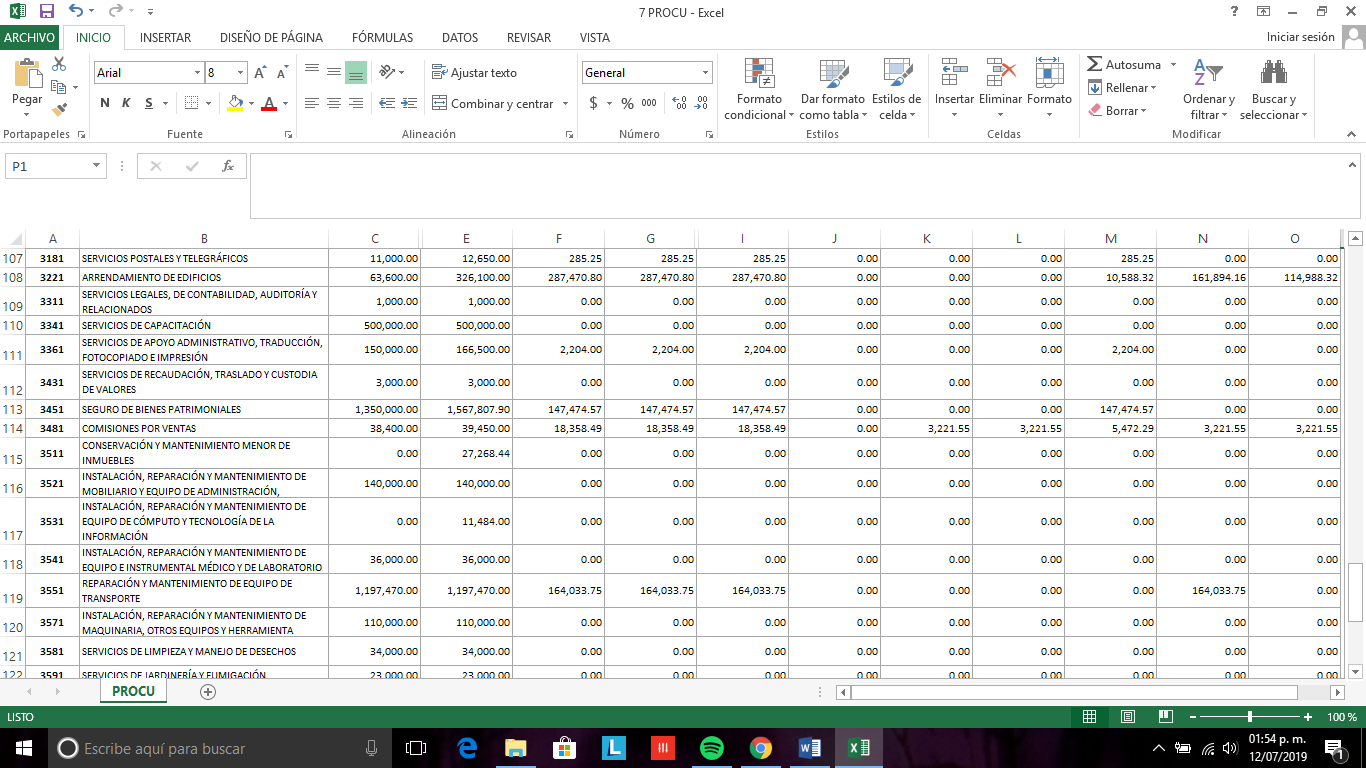 7 PROCU - Excel
ARCHIVO INICIO INSERTAR DISEÑO DE PÁGINA FÓRMULAS DATOS REVISAR VISTA Iniciar sesión
Arial 8 Ajustar texto General Autosuma
Pegar Formato condicional Dar formato como tabla Estilos de celda Insertar Eliminar Formato Rellenar Ordenar y filtrar Buscar y seleccionar
N K S Combinar y centrar $ % 000 Borrar
Portapapeles Fuente Alineación Número Estilos Celdas Modificar
P1 fx
A B C E F G I J K L M N O
107 3181 SERVICIOS POSTALES Y TELEGRÁFICOS 11,000.00 12,650.00 285.25 285.25 285.25 0.00 0.00 0.00 285.25 0.00 0.00
108 3221 ARRENDAMIENTO DE EDIFICIOS 63,600.00 326,100.00 287,470.80 287,470.80 287,470.80 0.00 0.00 0.00 10,588.32 161,894.16 114,988.32
109 3311 SERVICIOS LEGALES, DE CONTABILIDAD, AUDITORÍA Y RELACIONADOS 1,000.00 1,000.00 0.00 0.00 0.00 0.00 0.00 0.00 0.00 0.00 0.00
110 3341 SERVICIOS DE CAPACITACIÓN 500,000.00 500,000.00 0.00 0.00 0.00 0.00 0.00 0.00 0.00 0.00 0.00
111 3361 SERVICIOS DE APOYO ADMINISTRATIVO, TRADUCCIÓN, FOTOCOPIADO E IMPRESIÓN 150,000.00 166,500.00 2,204.00 2,204.00 2,204.00 0.00 0.00 0.00 2,204.00 0.00 0.00
112 3431 SERVICIOS DE RECAUDACIÓN, TRASLADO Y CUSTODIA DE VALORES 3,000.00 3,000.00 0.00 0.00 0.00 0.00 0.00 0.00 0.00 0.00 0.00
113 3451 SEGURO DE BIENES PATRIMONIALES 1,350,000.00 1,567,807.90 147,474.57 147,474.57 147,474.57 0.00 0.00 0.00 147,474.57 0.00 0.00
114 3481 COMISIONES POR VENTAS 38,400.00 39,450.00 18,358.49 18,358.49 18,358.49 0.00 3,221.55 3,221.55 5,472.29 3,221.55 3,221.55
115 3511 CONSERVACIÓN Y MANTENIMIENTO MENOR DE INMUEBLES 0.00 27,268.44 0.00 0.00 0.00 0.00 0.00 0.00 0.00 0.00 0.00
116 3521 INSTALACIÓN, REPARACIÓN Y MANTENIMIENTO DE MOBILIARIO Y EQUIPO DE ADMINISTRACIÓN, 140,000.00 140,000.00 0.00 0.00 0.00 0.00 0.00 0.00 0.00 0.00 0.00
117 3531 INSTALACIÓN, REPARACIÓN Y MANTENIMIENTO DE EQUIPO DE CÓMPUTO Y TECNOLOGÍA DE LA INFORMACIÓN 0.00 11,484.00 0.00 0.00 0.00 0.00 0.00 0.00 0.00 0.00 0.00
118 3541 INSTALACIÓN, REPARACIÓN Y MANTENIMIENTO DE EQUIPO E INSTRUMENTAL MÉDICO Y DE LABORATORIO 36,000.00 36,000.00 0.00 0.00 0.00 0.00 0.00 0.00 0.00 0.00 0.00
119 3551 REPARACIÓN Y MANTENIMIENTO DE EQUIPO DE TRANSPORTE 1,197,470.00 1,197,470.00 164,033.75 164,033.75 164,033.75 0.00 0.00 0.00 0.00 164,033.75 0.00
120 3571 INSTALACIÓN, REPARACIÓN Y MANTENIMIENTO DE MAQUINARIA, OTROS EQUIPOS Y HERRAMIENTA 110,000.00 110,000.00 0.00 0.00 0.00 0.00 0.00 0.00 0.00 0.00 0.00
121 3581 SERVICIOS DE LIMPIEZA Y MANEJO DE DESECHOS 34,000.00 34,000.00 0.00 0.00 0.00 0.00 0.00 0.00 0.00 0.00 0.00
122 3591 SERVICIOS DE JARDINERÍA Y FUMIGACIÓN 23,000.00 23,000.00 0.00 0.00 0.00 0.00 0.00 0.00 0.00 0.00 0.00
PROCU
LISTO 100 %
Escribe aquí para buscar 01:54 p. m.
12/07/2019